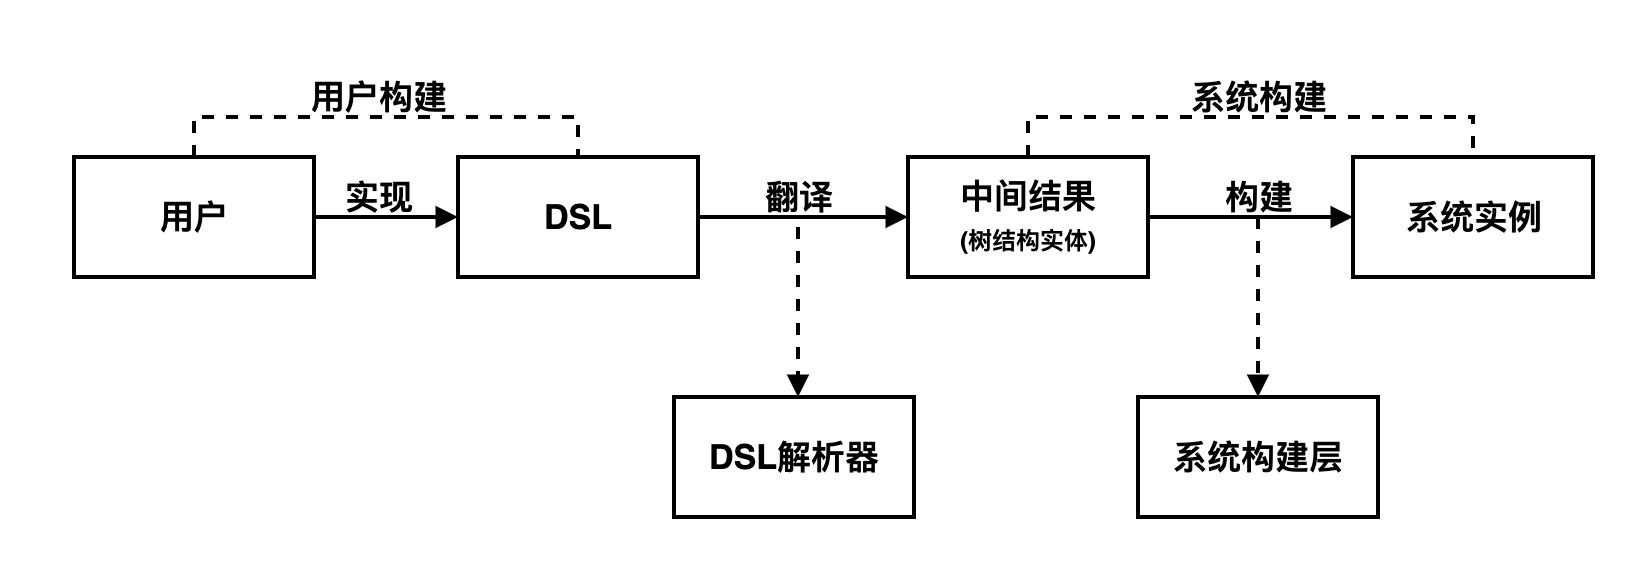 用户构建
系统构建
用户
实现
DSL
翻译
中间结果
(树结构实体)
构建
系统实例
DSL解析器
系统构建层